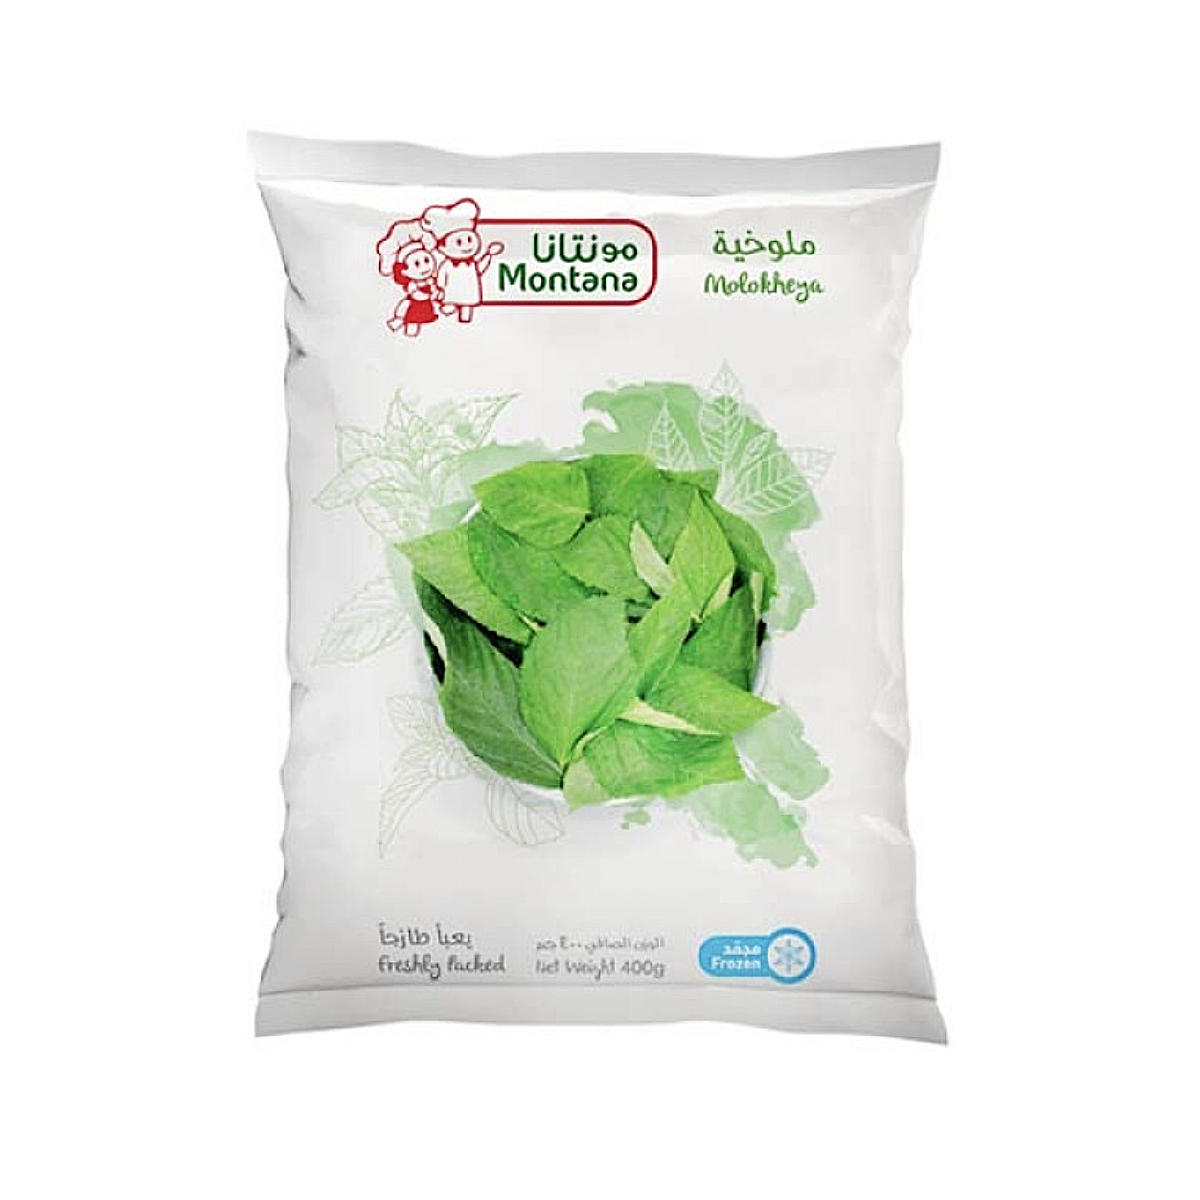 مونتانا
Montana
ملوخية
Molokheya
يعبأ طازجاً
Freshly Packed
الوزن الصافي ٤٠٠ جم
Net Weight 400g
مجمد
Frozen